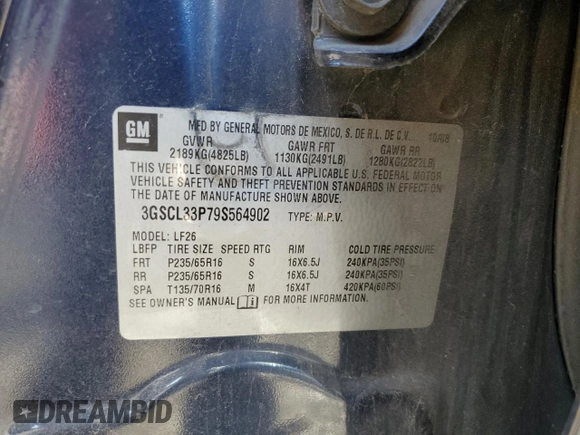 GM
MFD BY GENERAL MOTORS DE MEXICO, S. DE R.L. DE C.V. 10/08
GVWR GAWR FRT GAWR RR
2189KG(4825LB) 1130KG(2491LB) 1280KG(2822LB)
THIS VEHICLE CONFORMS TO ALL APPLICABLE U.S. FEDERAL MOTOR
VEHICLE SAFETY AND THEFT PREVENTION STANDARDS IN EFFECT ON
THE DATE OF MANUFACTURE SHOWN ABOVE.
3GSCL33P79S564902 TYPE: M.P.V.
MODEL: LF26
LBFP TIRE SIZE SPEED RTG RIM COLD TIRE PRESSURE
FRT P235/65R16 S 16X6.5J 240KPA(35PSI)
RR P235/65R16 S 16X6.5J 240KPA(35PSI)
SPA T135/70R16 M 16X4T 420KPA(60PSI)
SEE OWNER'S MANUAL FOR MORE INFORMATION.
DREAMBID